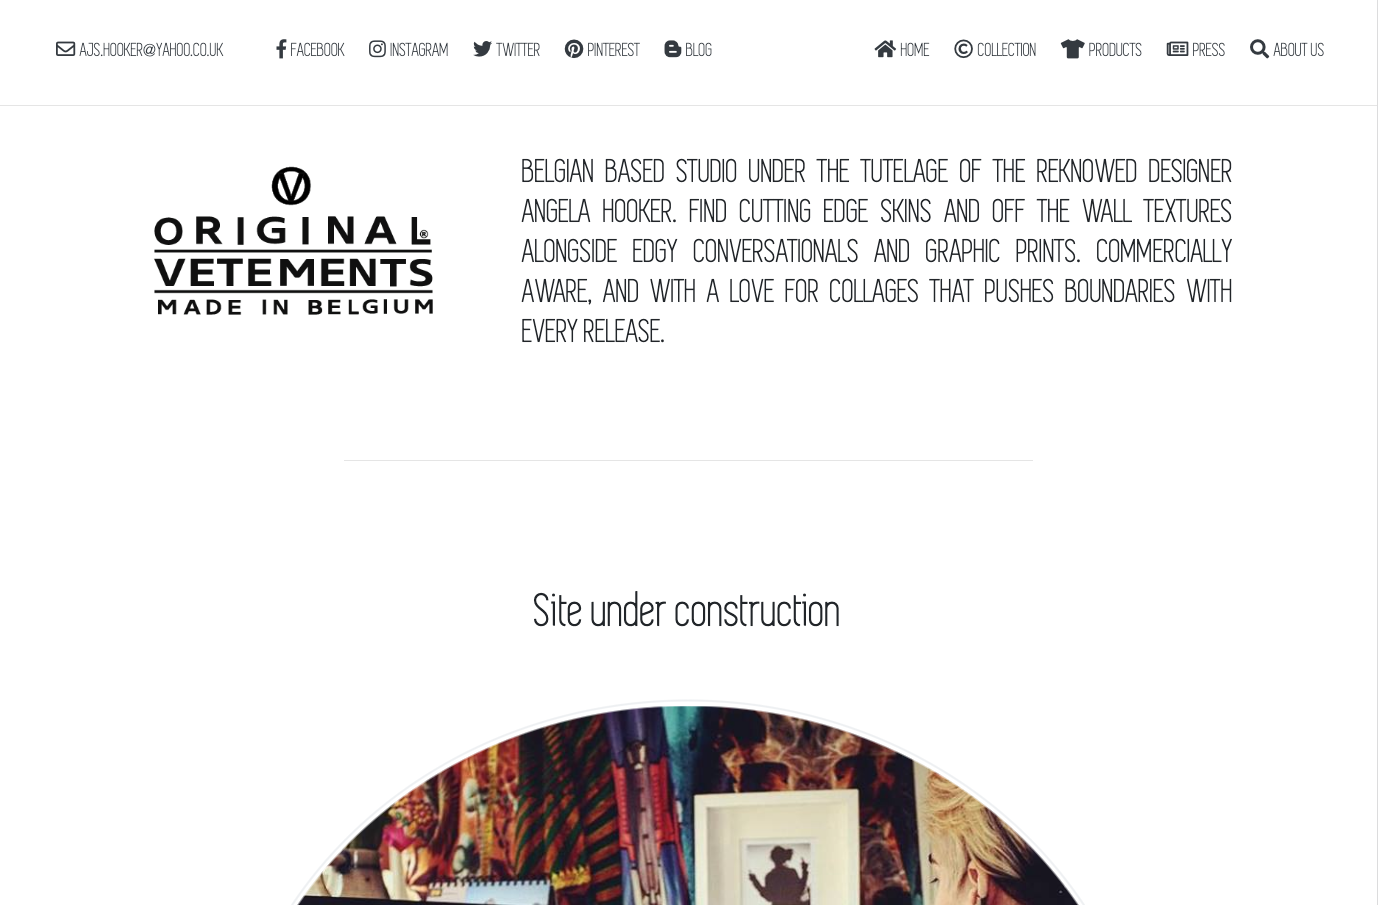 AJS.HOOKER@YAHOO.CO.UK FACEBOOK INSTAGRAM TWITTER PINTEREST BLOG HOME COLLECTION PRODUCTS PRESS ABOUT US
ORIGINAL®
VETEMENTS
MADE IN BELGIUM
BELGIAN BASED STUDIO UNDER THE TUTELAGE OF THE REKNOWED DESIGNER
ANGELA HOOKER. FIND CUTTING EDGE SKINS AND OFF THE WALL TEXTURES
ALONGSIDE EDGY CONVERSATIONALS AND GRAPHIC PRINTS. COMMERCIALLY
AWARE, AND WITH A LOVE FOR COLLAGES THAT PUSHES BOUNDARIES WITH
EVERY RELEASE.
Site under construction